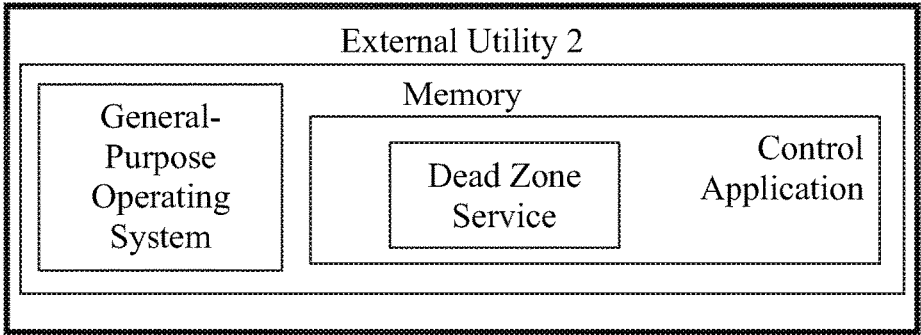 External Utility 2
Memory
General-
Purpose
Operating
System
Control
Application
Dead Zone
Service